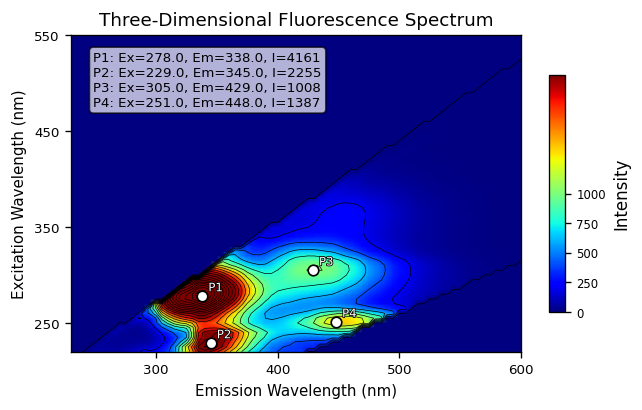 Three-Dimensional Fluorescence Spectrum
P1: Ex=278.0, Em=338.0, I=4161
P2: Ex=229.0, Em=345.0, I=2255
P3: Ex=305.0, Em=429.0, I=1008
P4: Ex=251.0, Em=448.0, I=1387
Excitation Wavelength (nm)
550
450
350
250
P3
P1
P4
P2
300
400
500
600
Emission Wavelength (nm)
1000
750
500
250
0
Intensity